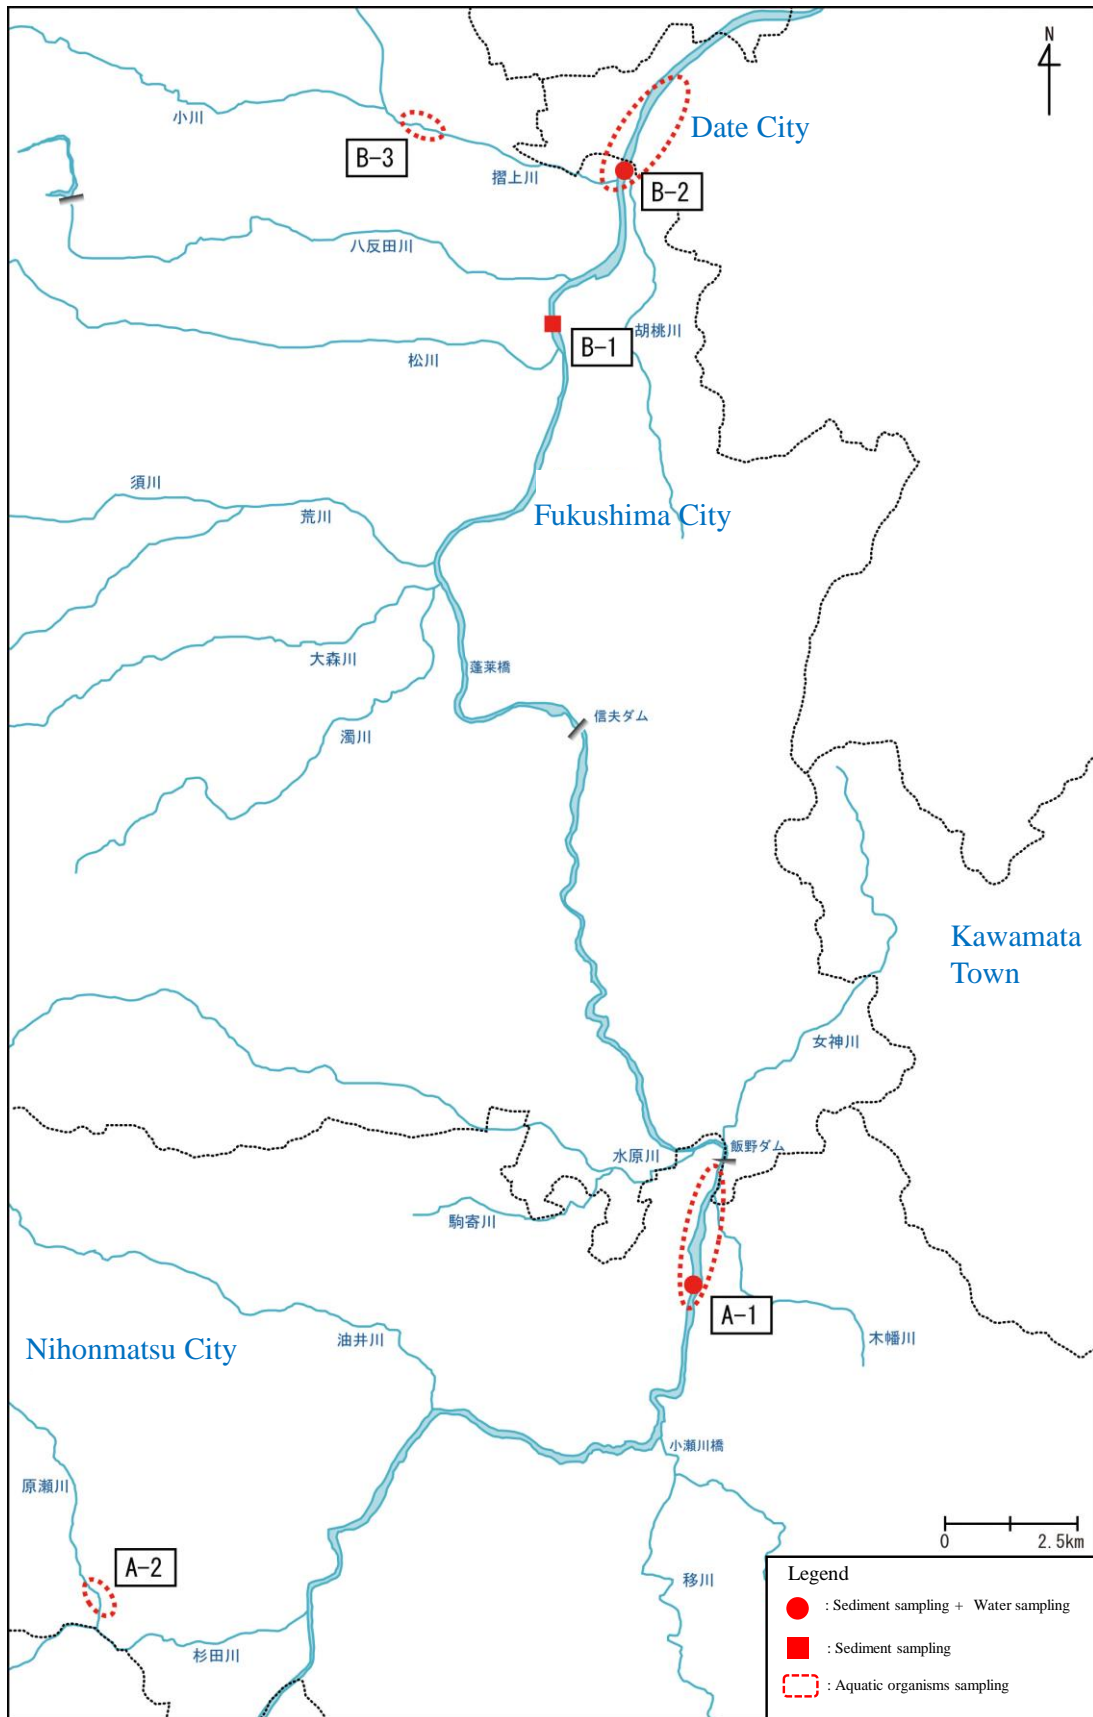 N
小川
Date City
B-3
摺上川
B-2
八反田川
胡桃川
B-1
松川
須川
荒川
Fukushima City
大森川
蓬莱橋
濁川
信夫ダム
Kawamata
Town
女神川
飯野ダム
水原川
駒寄川
A-1
木幡川
Nihonmatsu City
油井川
小瀬川橋
原瀬川
A-2
移川
杉田川
0 2.5km
Legend
: Sediment sampling + Water sampling
: Sediment sampling
: Aquatic organisms sampling